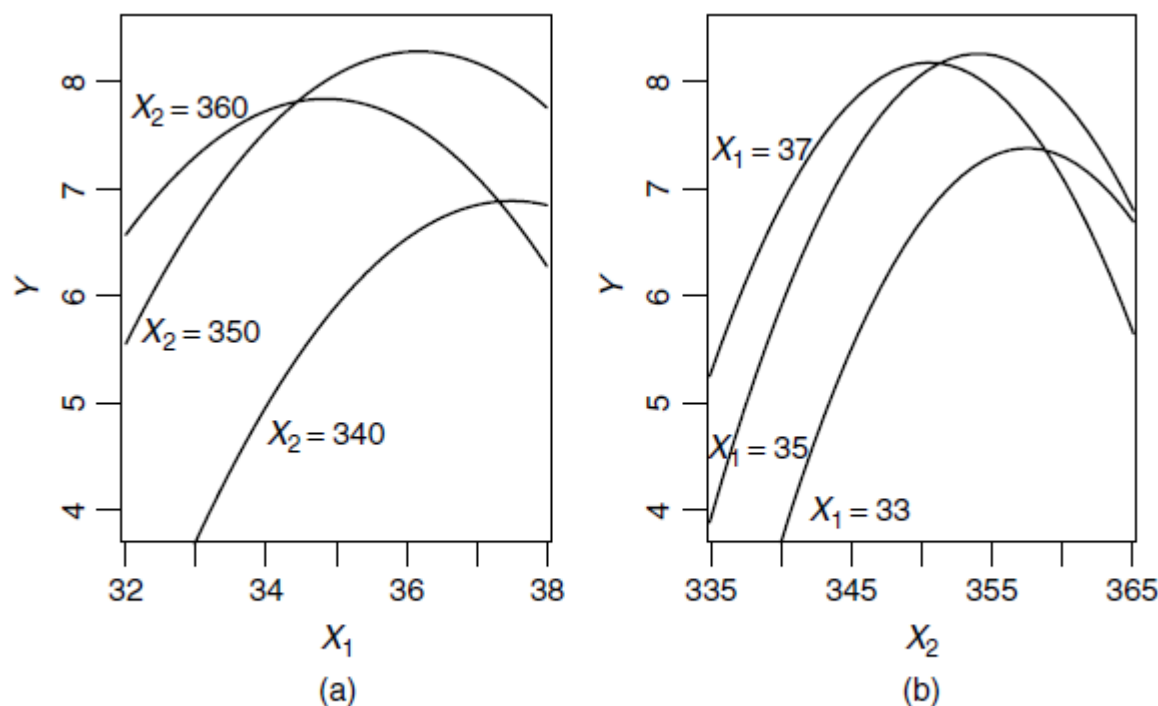 8
7
6
5
4
Y
X₂ = 360
X₂ = 350
X₂ = 340
32 34 36 38
X₁
(a)
8
7
6
5
4
Y
X₁ = 37
X₁ = 35
X₁ = 33
335 345 355 365
X₂
(b)